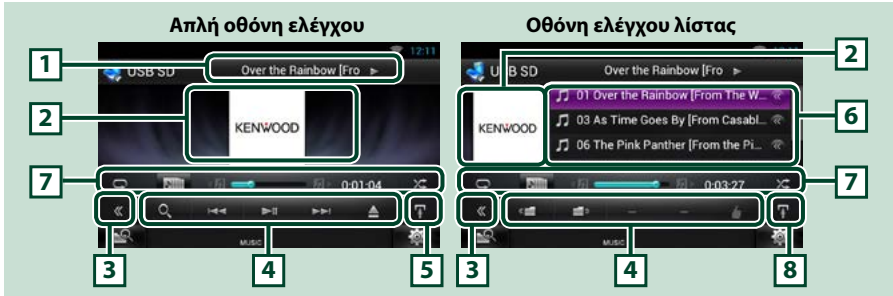 Απλή οθόνη ελέγχου
Οθόνη ελέγχου λίστας
12:11
1
USB SD
Over the Rainbow [Fro
2
KENWOOD
7
0:01:04
MUSIC
3
4
5
2
USB SD
Over the Rainbow [Fro
01 Over the Rainbow [From The W...
KENWOOD
03 As Time Goes By [From Casabl...
06 The Pink Panther [From the Pi...
6
0:03:27
7
MUSIC
3
4
8